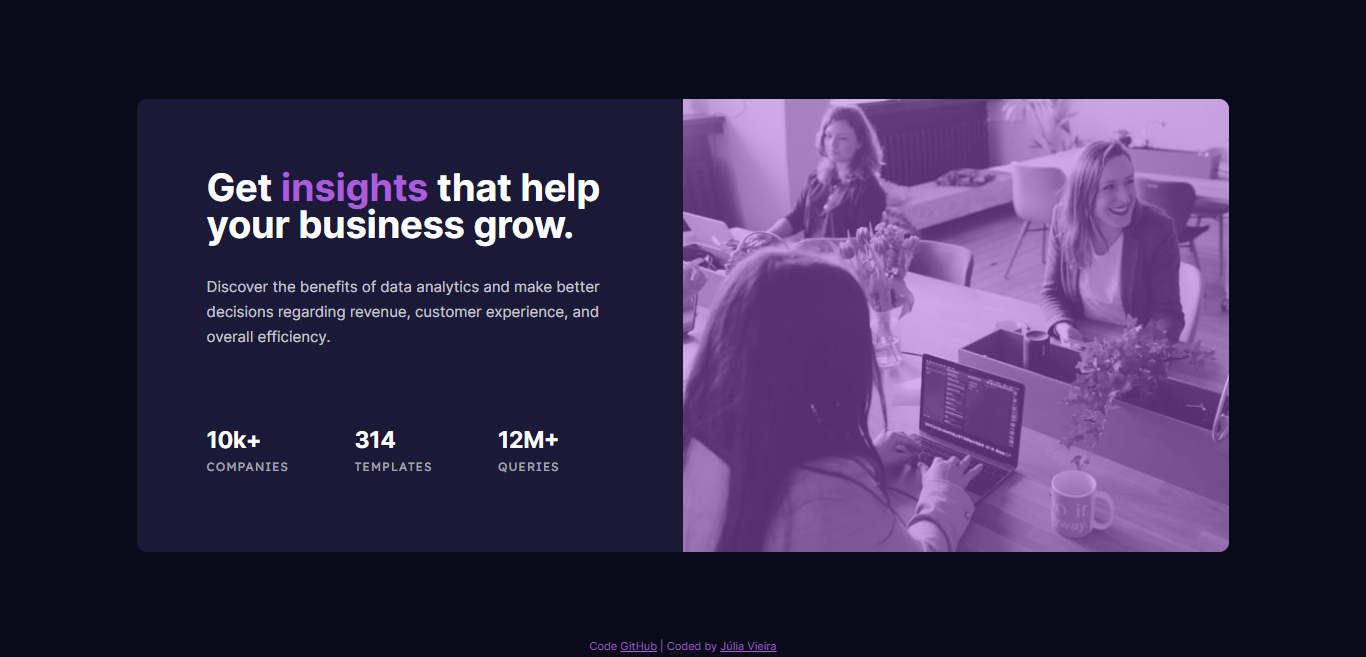 Get insights that help
your business grow.
Discover the benefits of data analytics and make better
decisions regarding revenue, customer experience, and
overall efficiency.
10k+ 314 12M+
COMPANIES TEMPLATES QUERIES
Code GitHub | Coded by Júlia Vieira